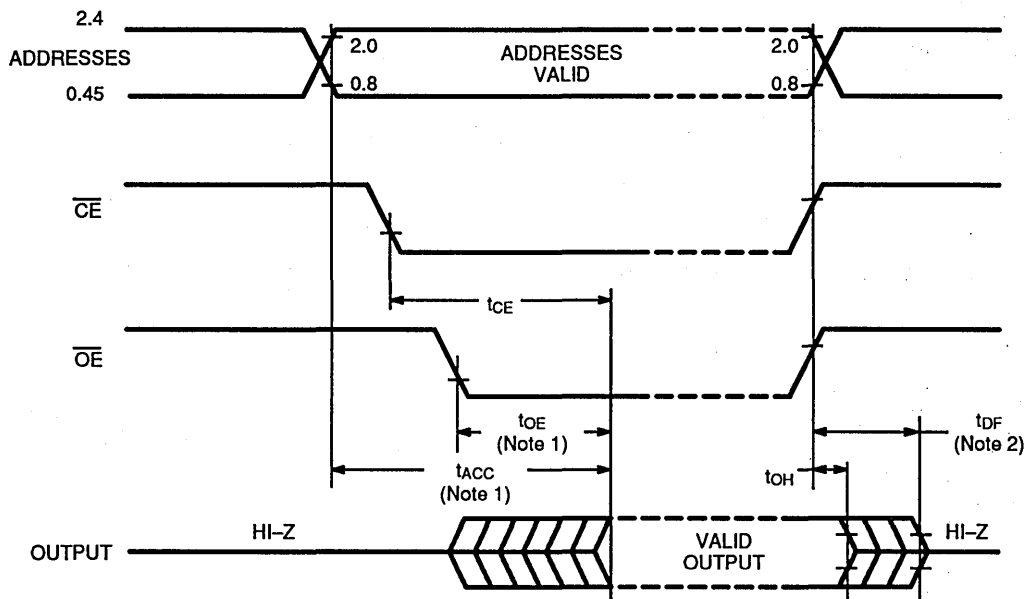 2.4
ADDRESSES
0.45
2.0
0.8
ADDRESSES
VALID
2.0
0.8
CE
tCE
OE
tOE
(Note 1)
tACC
(Note 1)
tDF
(Note 2)
tOH
OUTPUT
HI–Z
VALID
OUTPUT
HI–Z